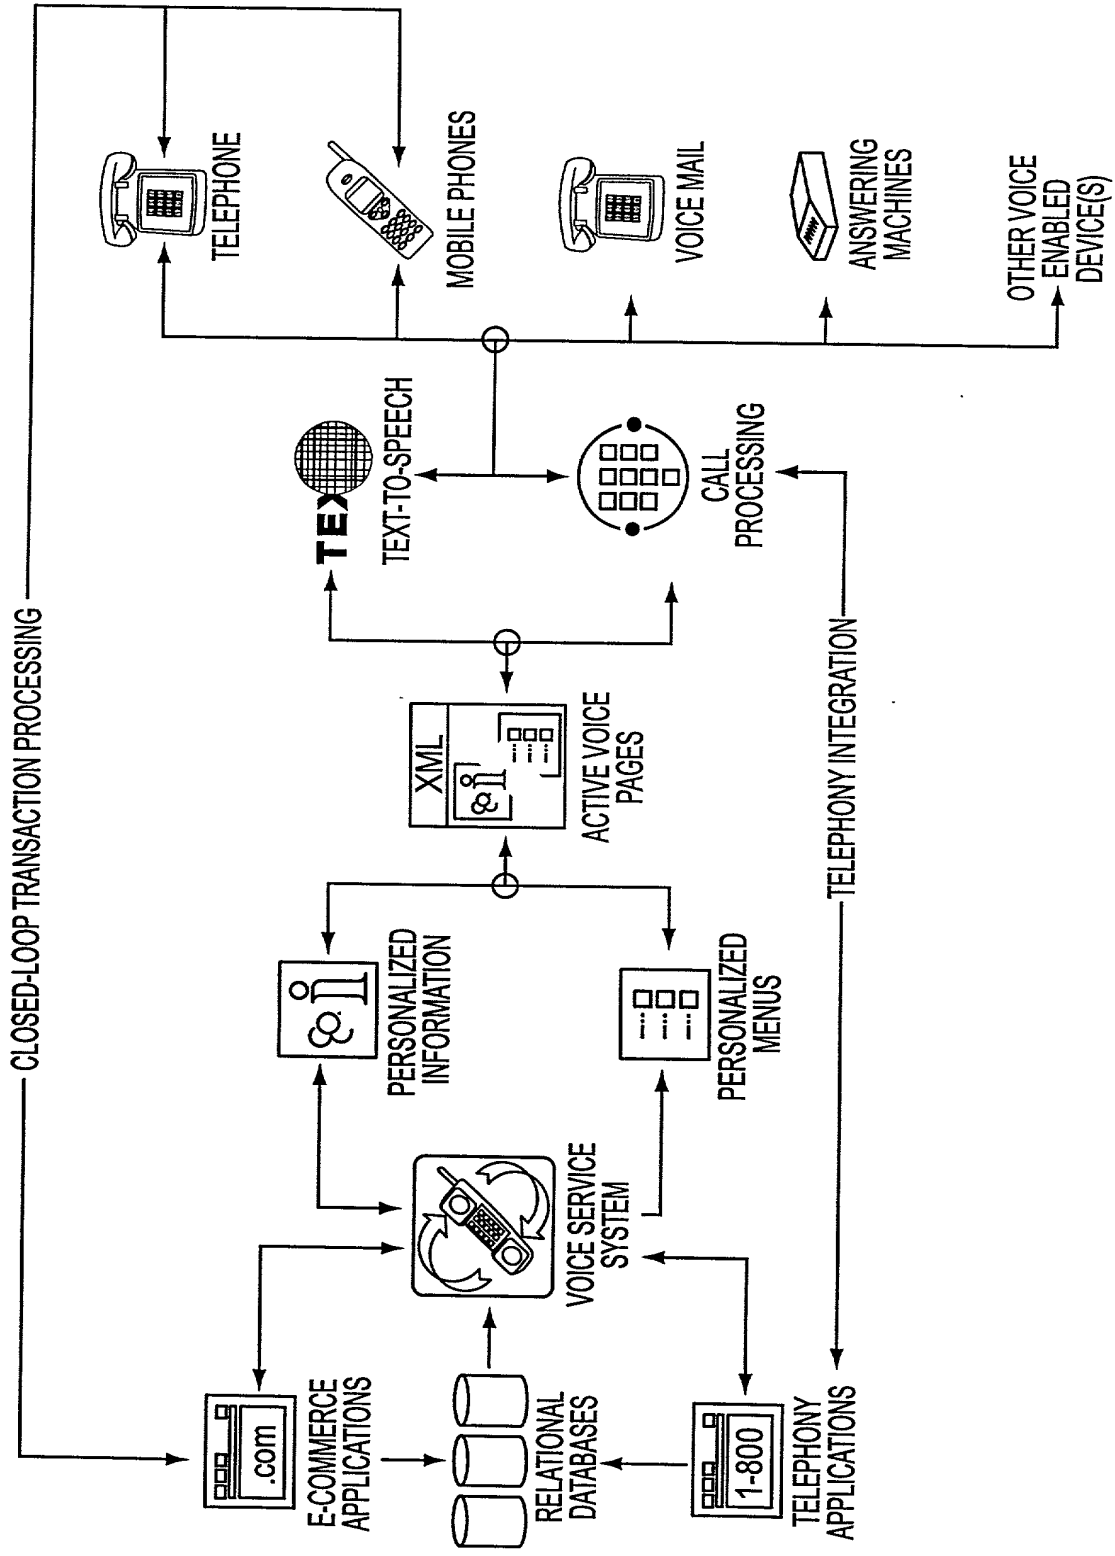 CLOSED-LOOP TRANSACTION PROCESSING
.com
E-COMMERCE
APPLICATIONS
RELATIONAL
DATABASES
1-800
TELEPHONY
APPLICATIONS
VOICE SERVICE
SYSTEM
i
PERSONALIZED
INFORMATION
PERSONALIZED
MENUS
XML
i
ACTIVE VOICE
PAGES
TEX
TEXT-TO-SPEECH
CALL
PROCESSING
TELEPHONY INTEGRATION
TELEPHONE
MOBILE PHONES
VOICE MAIL
ANSWERING
MACHINES
OTHER VOICE
ENABLED
DEVICE(S)